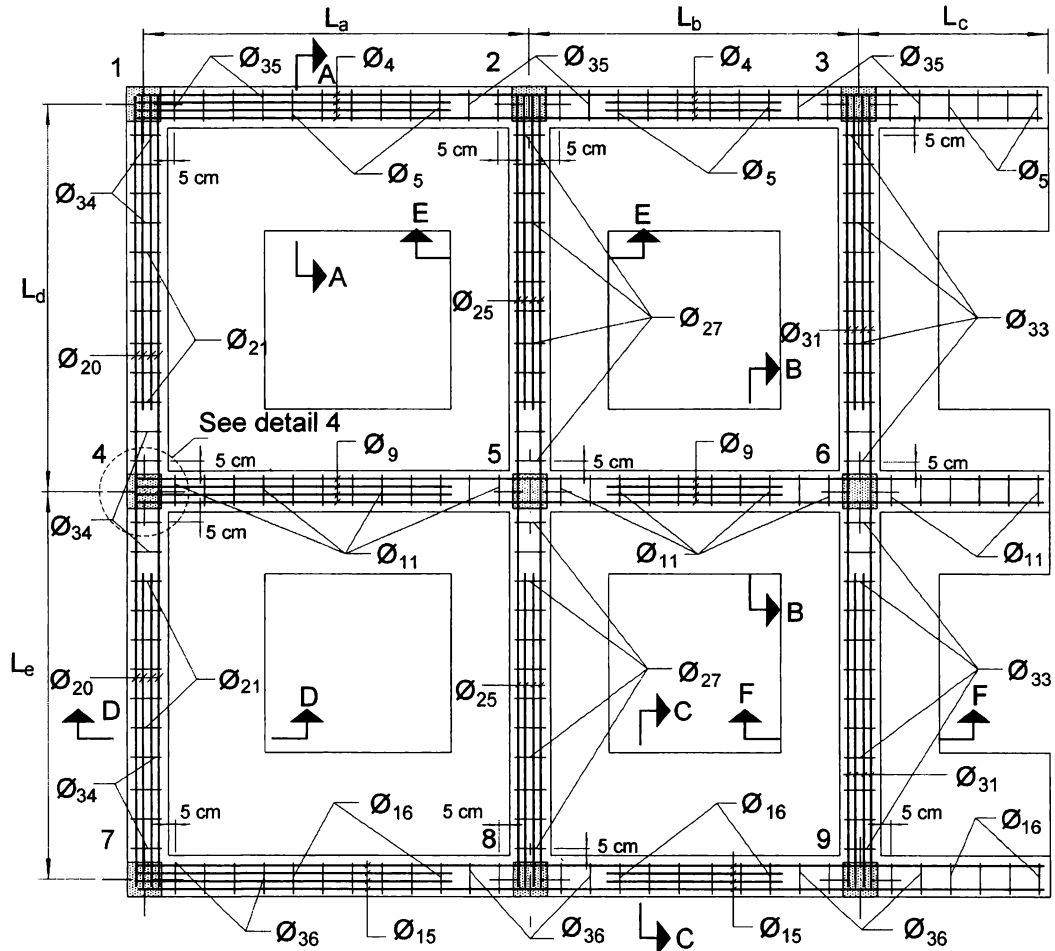 La Lb Lc
1 A Ø35 Ø4 2 Ø35 Ø4 3 Ø35
5 cm Ø5 5 cm Ø5 5 cm Ø5
Ø34
E E
A
Ld Ø25 Ø27 Ø31 Ø33
Ø20 Ø21
B
See detail 4
4 5 cm Ø9 5 5 cm Ø9 6 5 cm
Ø34 5 cm Ø11 Ø11 Ø11
B
Le Ø20 Ø21 Ø25 Ø27 Ø33
D D C F F
Ø34 Ø31
5 cm Ø16 5 cm Ø16 5 cm Ø16
7 8 5 cm 9
Ø36 Ø15 Ø36 Ø15 Ø36
C